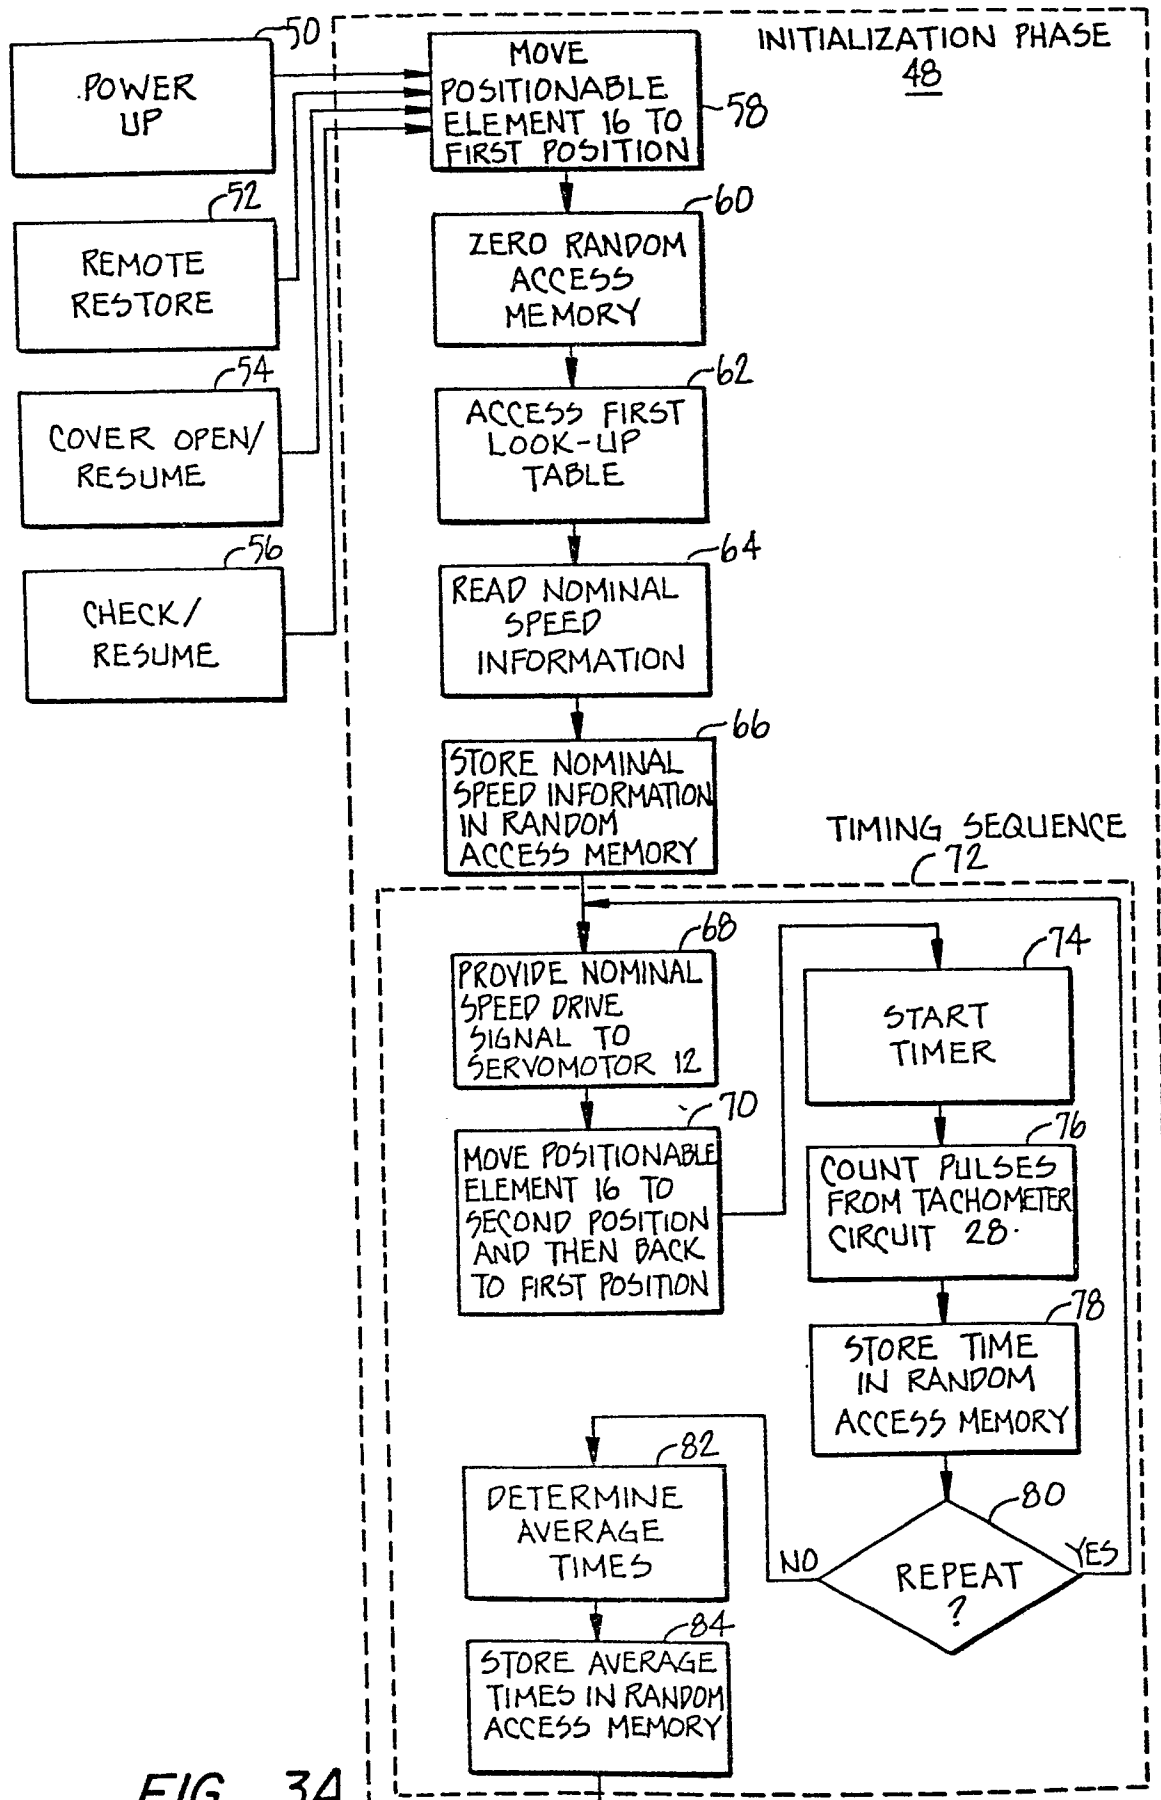 50
.POWER
UP
52
REMOTE
RESTORE
54
COVER OPEN/
RESUME
56
CHECK/
RESUME
INITIALIZATION PHASE
48
MOVE
POSITIONABLE
ELEMENT 16 TO
FIRST POSITION
58
60
ZERO RANDOM
ACCESS
MEMORY
62
ACCESS FIRST
LOOK-UP
TABLE
64
READ NOMINAL
SPEED
INFORMATION
66
STORE NOMINAL
SPEED INFORMATION
IN RANDOM
ACCESS MEMORY
TIMING SEQUENCE
72
68
PROVIDE NOMINAL
SPEED DRIVE
SIGNAL TO
SERVOMOTOR 12
70
MOVE POSITIONABLE
ELEMENT 16 TO
SECOND POSITION
AND THEN BACK
TO FIRST POSITION
74
START
TIMER
76
COUNT PULSES
FROM TACHOMETER
CIRCUIT 28.
78
STORE TIME
IN RANDOM
ACCESS MEMORY
80
REPEAT
?
NO
YES
82
DETERMINE
AVERAGE
TIMES
84
STORE AVERAGE
TIMES IN RANDOM
ACCESS MEMORY
FIG. 3A